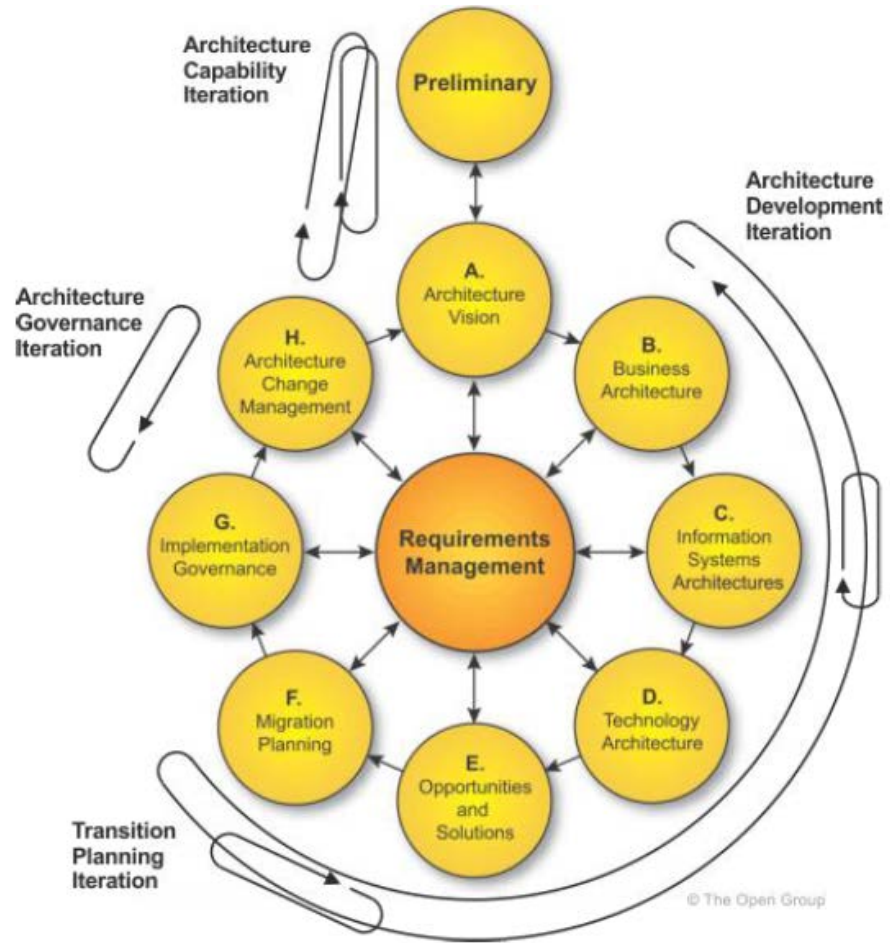 Architecture
Capability
Iteration
Preliminary
Architecture
Development
Iteration
A.
Architecture
Vision
Architecture
Governance
Iteration
H.
Architecture
Change
Management
B.
Business
Architecture
G.
Implementation
Governance
Requirements
Management
C.
Information
Systems
Architectures
F.
Migration
Planning
D.
Technology
Architecture
E.
Opportunities
and
Solutions
Transition
Planning
Iteration
© The Open Group